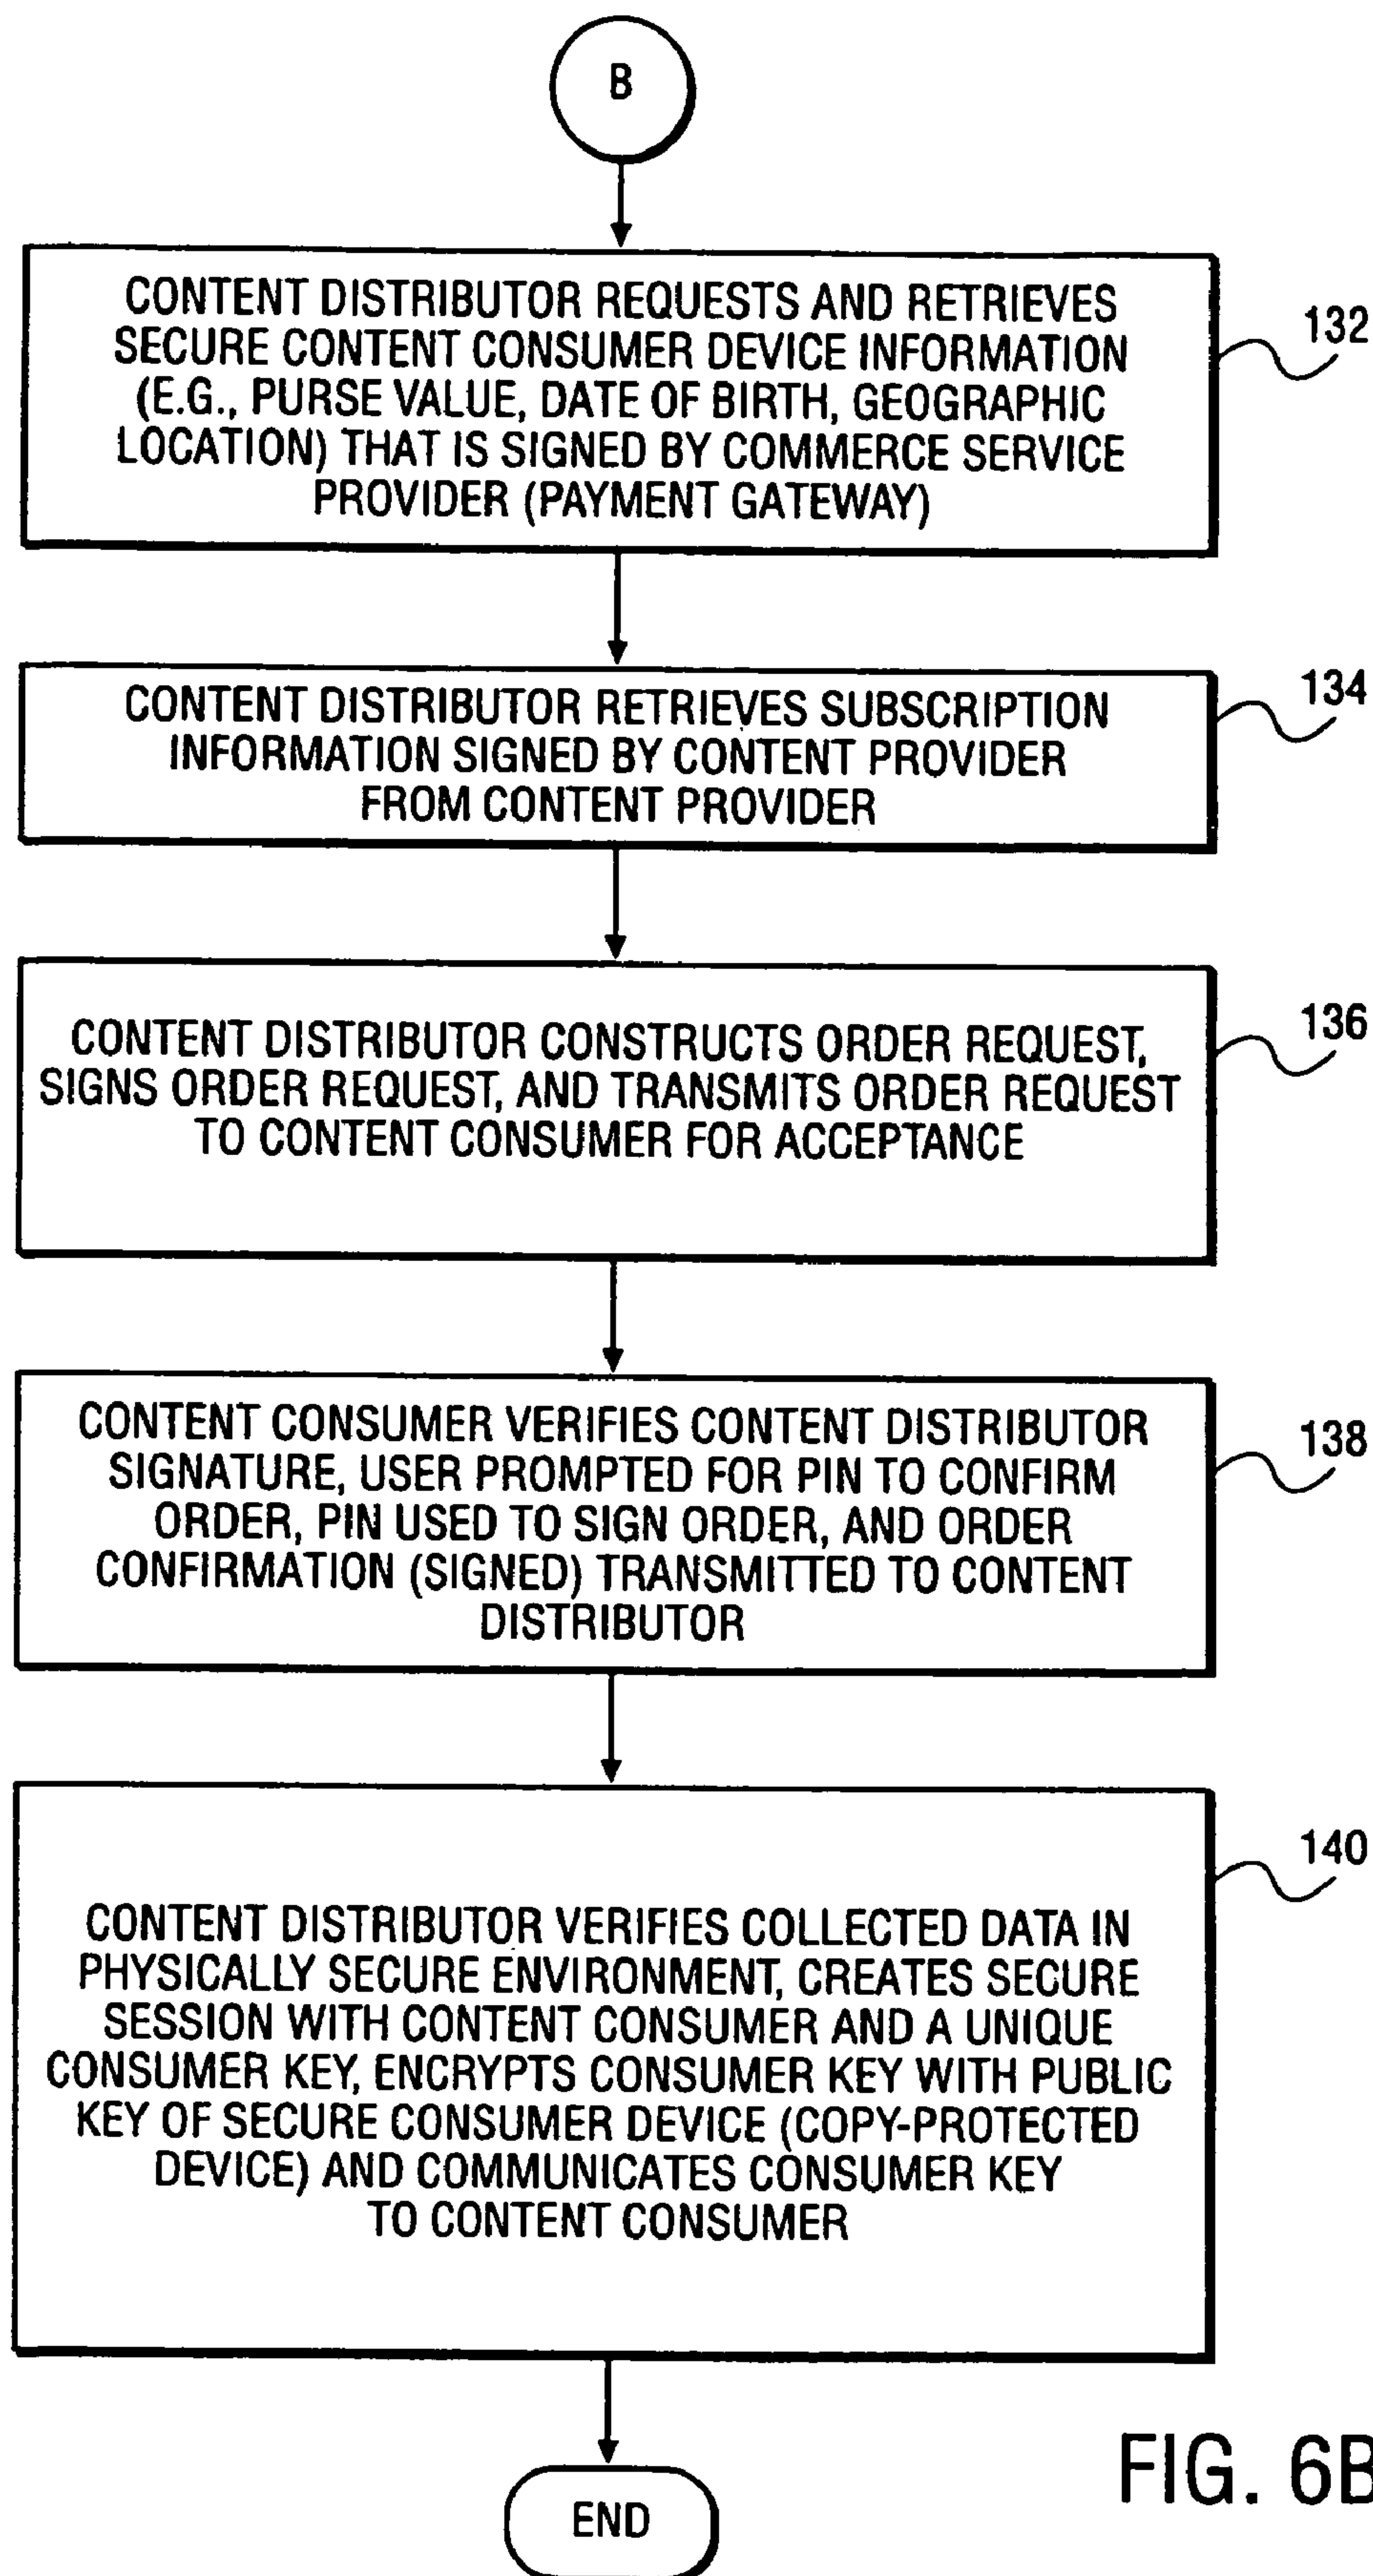 B
CONTENT DISTRIBUTOR REQUESTS AND RETRIEVES
SECURE CONTENT CONSUMER DEVICE INFORMATION
(E.G., PURSE VALUE, DATE OF BIRTH, GEOGRAPHIC
LOCATION) THAT IS SIGNED BY COMMERCE SERVICE
PROVIDER (PAYMENT GATEWAY)
132
CONTENT DISTRIBUTOR RETRIEVES SUBSCRIPTION
INFORMATION SIGNED BY CONTENT PROVIDER
FROM CONTENT PROVIDER
134
CONTENT DISTRIBUTOR CONSTRUCTS ORDER REQUEST,
SIGNS ORDER REQUEST, AND TRANSMITS ORDER REQUEST
TO CONTENT CONSUMER FOR ACCEPTANCE
136
CONTENT CONSUMER VERIFIES CONTENT DISTRIBUTOR
SIGNATURE, USER PROMPTED FOR PIN TO CONFIRM
ORDER, PIN USED TO SIGN ORDER, AND ORDER
CONFIRMATION (SIGNED) TRANSMITTED TO CONTENT
DISTRIBUTOR
138
CONTENT DISTRIBUTOR VERIFIES COLLECTED DATA IN
PHYSICALLY SECURE ENVIRONMENT, CREATES SECURE
SESSION WITH CONTENT CONSUMER AND A UNIQUE
CONSUMER KEY, ENCRYPTS CONSUMER KEY WITH PUBLIC
KEY OF SECURE CONSUMER DEVICE (COPY-PROTECTED
DEVICE) AND COMMUNICATES CONSUMER KEY
TO CONTENT CONSUMER
140
END
FIG. 6B